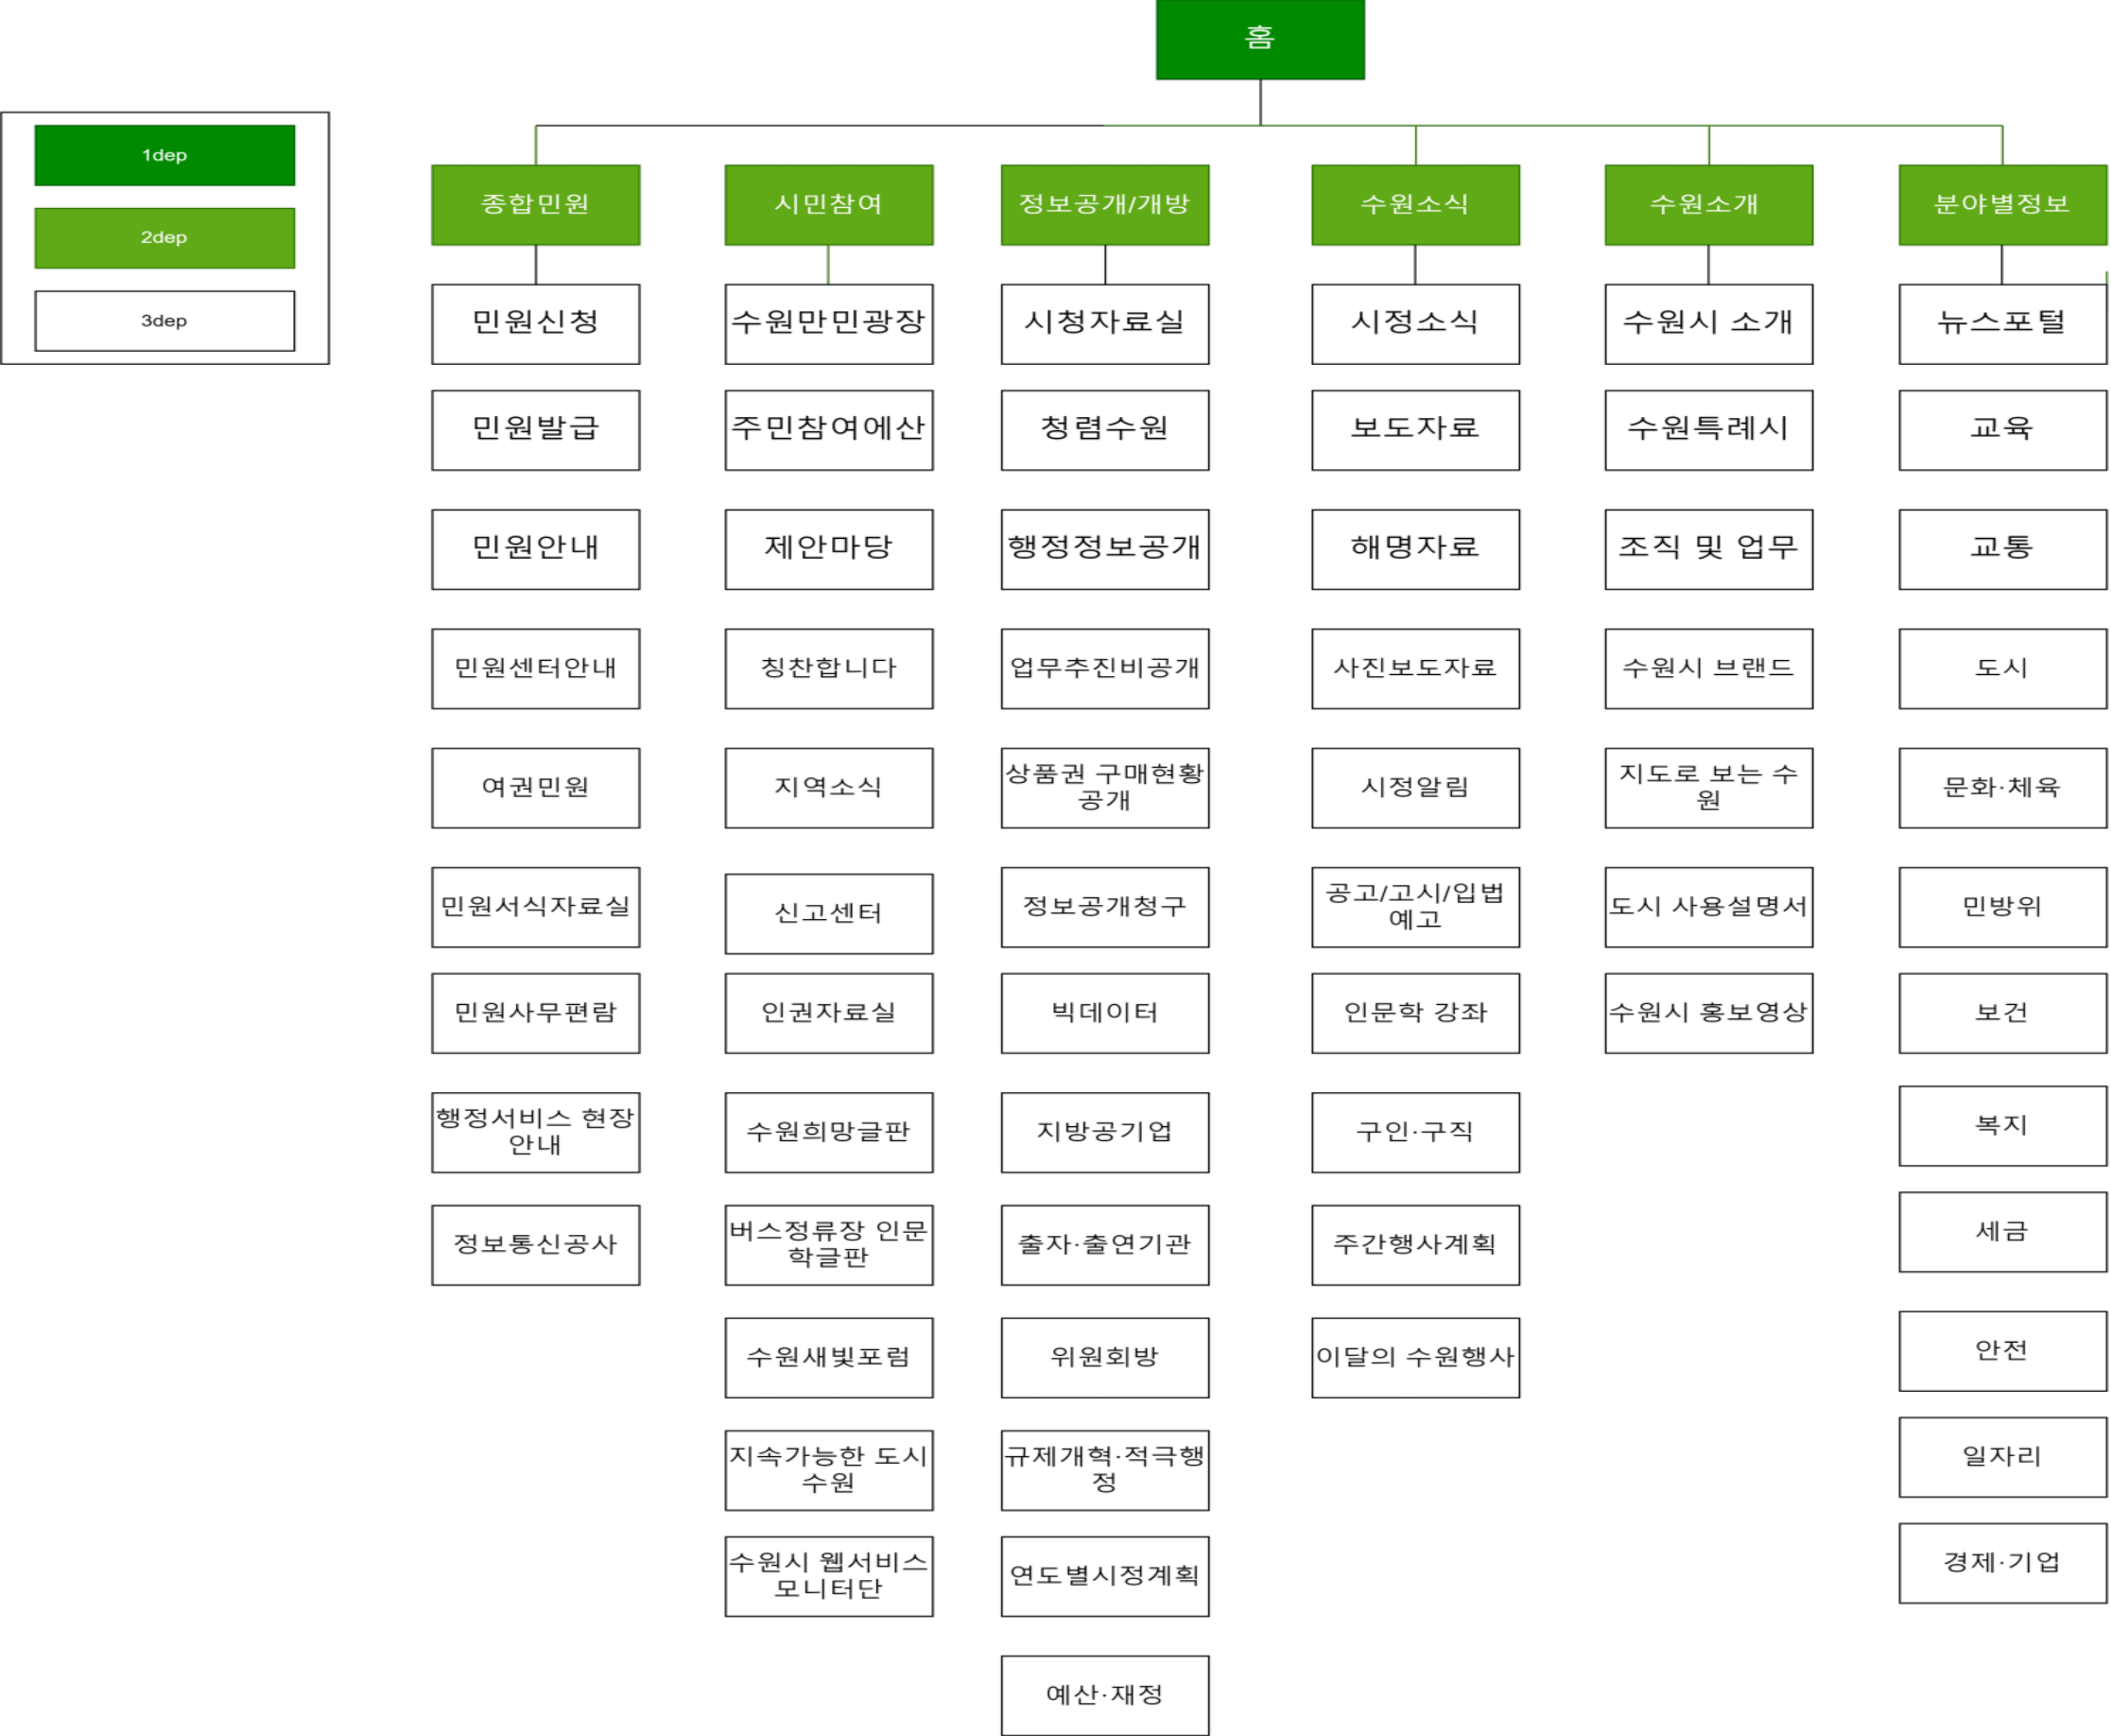 홈
1dep
2dep
3dep
종합민원
민원신청
민원발급
민원안내
민원센터안내
여권민원
민원서식자료실
민원사무편람
행정서비스 현장
안내
정보통신공사
시민참여
수원만민광장
주민참여에산
제안마당
칭찬합니다
지역소식
신고센터
인권자료실
수원희망글판
버스정류장 인문
학글판
수원새빛포럼
지속가능한 도시
수원
수원시 웹서비스
모니터단
정보공개/개방
시청자료실
청렴수원
행정정보공개
업무추진비공개
상품권 구매현황
공개
정보공개청구
빅데이터
지방공기업
출자·출연기관
위원회방
규제개혁·적극행
정
연도별시정계획
예산·재정
수원소식
시정소식
보도자료
해명자료
사진보도자료
시정알림
공고/고시/입법
예고
인문학 강좌
구인·구직
주간행사계획
이달의 수원행사
수원소개
수원시 소개
수원특례시
조직 및 업무
수원시 브랜드
지도로 보는 수
원
도시 사용설명서
수원시 홍보영상
분야별정보
뉴스포털
교육
교통
도시
문화·체육
민방위
보건
복지
세금
안전
일자리
경제·기업